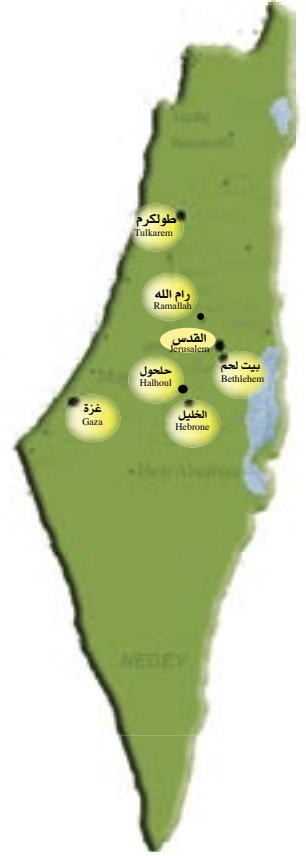 طولكرم
Tulkarem
رام الله
Ramallah
القدس
Jerusalem
بيت لحم
Bethlehem
حلحول
Halhoul
الخليل
Hebrone
غزة
Gaza
NEGEV